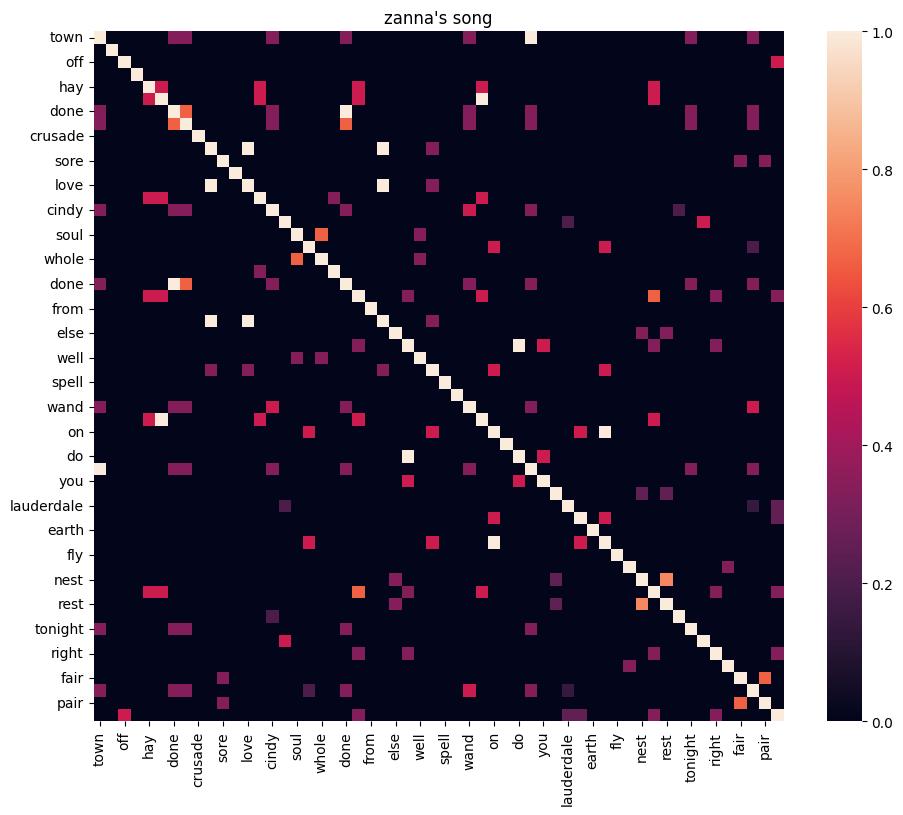 zanna's song
town
off
hay
done
crusade
sore
love
cindy
soul
whole
done
from
else
well
spell
wand
on
do
you
lauderdale
earth
fly
nest
rest
tonight
right
fair
pair
1.0
0.8
0.6
0.4
0.2
0.0
town
off
hay
done
crusade
sore
love
cindy
soul
whole
done
from
else
well
spell
wand
on
do
you
lauderdale
earth
fly
nest
rest
tonight
right
fair
pair